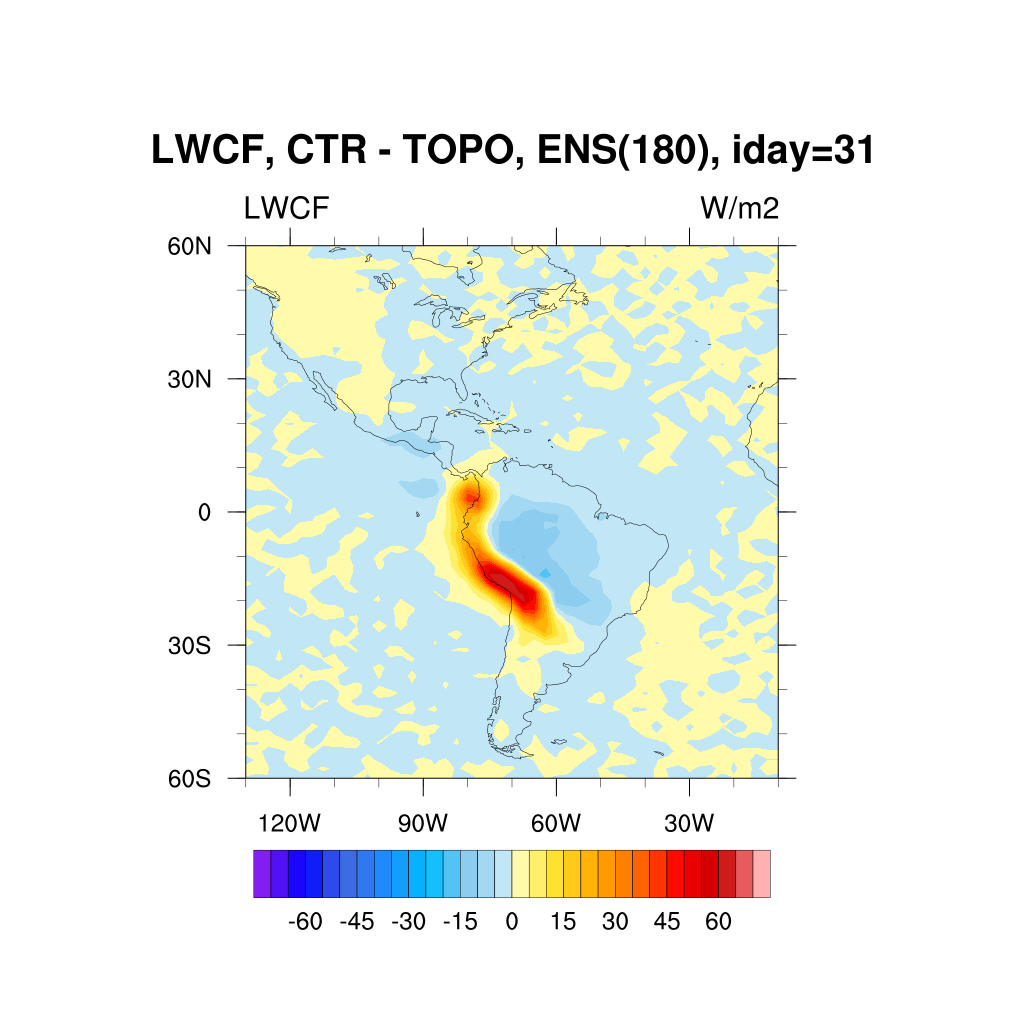 LWCF, CTR - TOPO, ENS(180), iday=31
LWCF W/m2
60N
30N
0
30S
60S
120W 90W 60W 30W
-60 -45 -30 -15 0 15 30 45 60